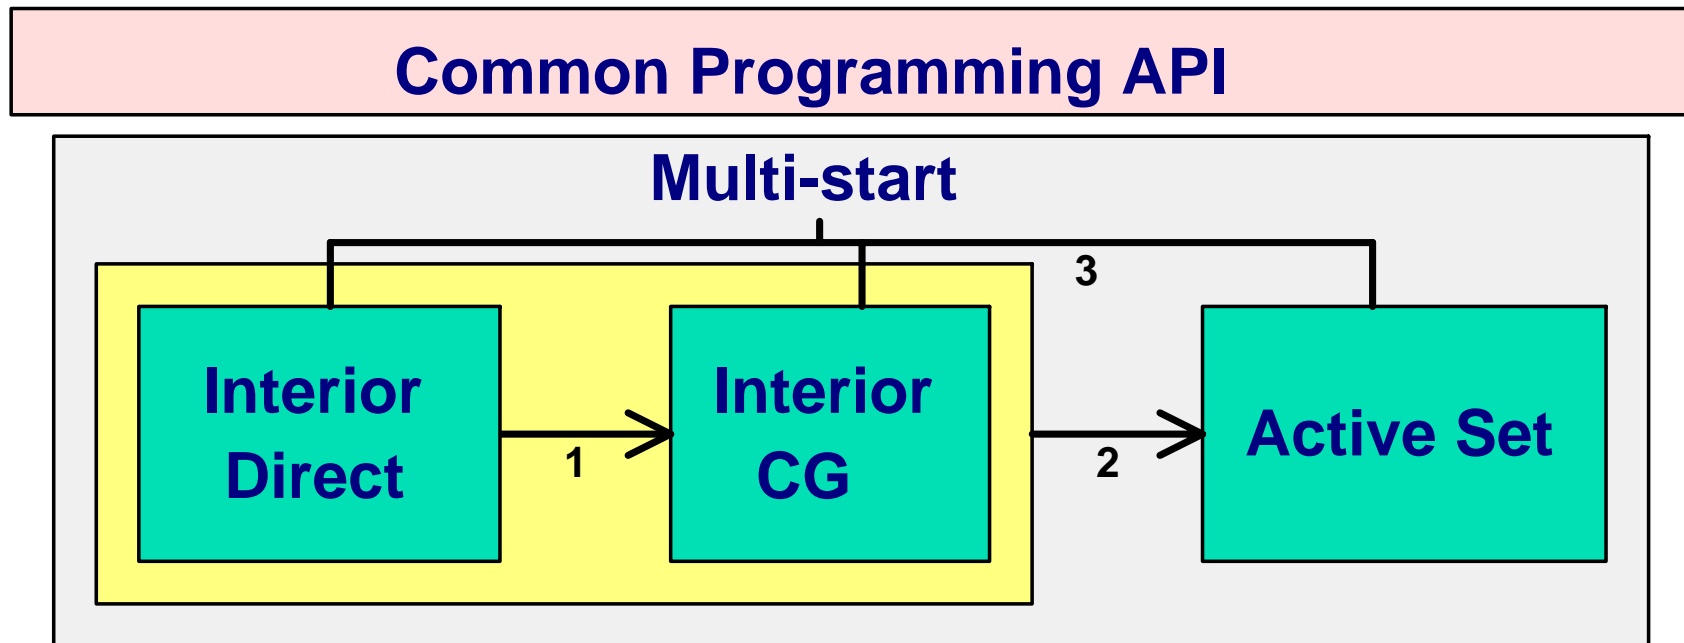 Common Programming API
Multi-start
3
Interior
Direct
1
Interior
CG
2
Active Set